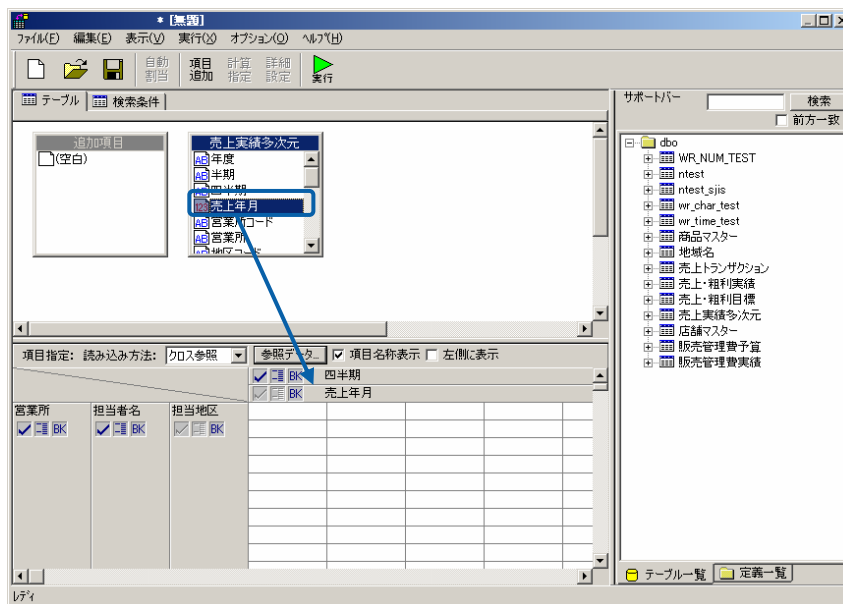 * [無題]
ファイル(F) 編集(E) 表示(V) 実行(X) オプション(O) ヘルプ(H)
自動割当 項目追加 計算指定 詳細設定 実行
テーブル 検索条件
追加項目
(空白)
売上実績多次元
年度
半期
四半期
売上年月
営業所コード
営業所
地区コード
項目指定: 読み込み方法: クロス参照 参照データ... 項目名称表示 左側に表示
BK 四半期
BK 売上年月
営業所 担当者名 担当地区
BK BK BK
サポートバー 検索
前方一致
dbo
WR_NUM_TEST
ntest
ntest_sjis
wr_char_test
wr_time_test
商品マスター
地域名
売上トランザクション
売上・粗利実績
売上・粗利目標
売上実績多次元
店舗マスター
販売管理費予算
販売管理費実績
テーブル一覧 定義一覧
レディ